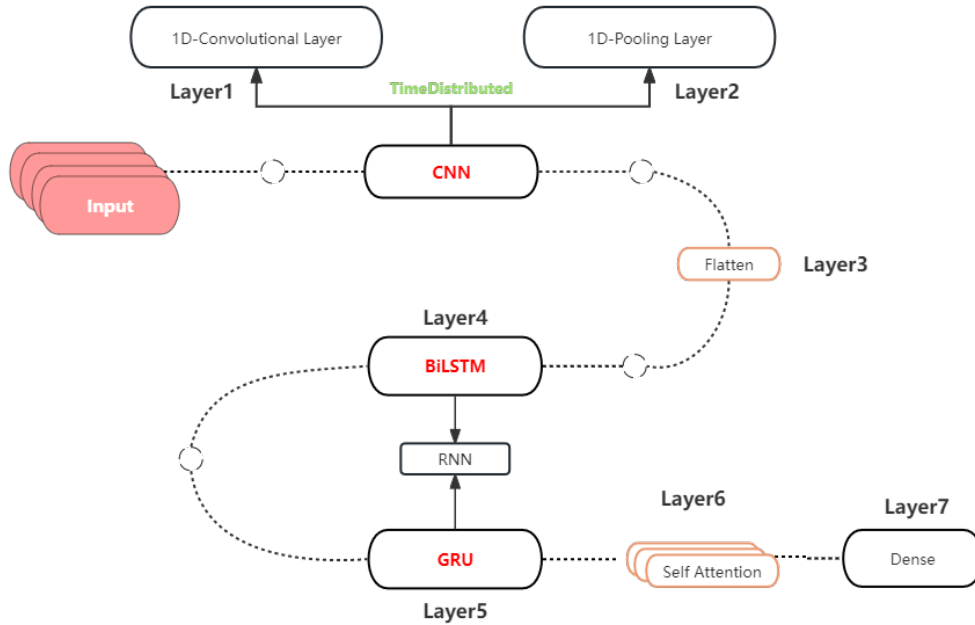 1D-Convolutional Layer
1D-Pooling Layer
Layer1
TimeDistributed
Layer2
Input
CNN
Flatten
Layer3
Layer4
BiLSTM
RNN
Layer6
Layer7
GRU
Self Attention
Dense
Layer5